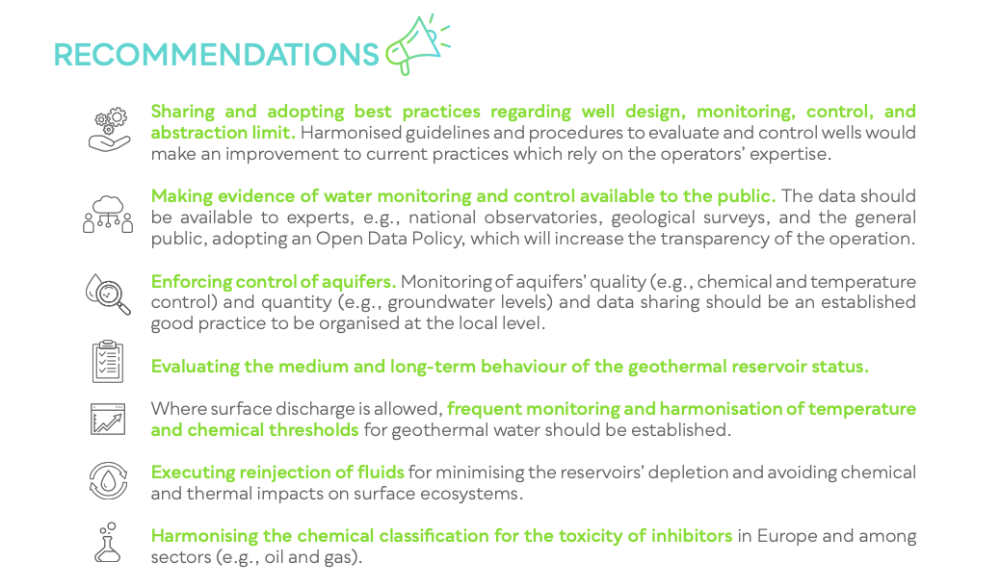 RECOMMENDATIONS
Sharing and adopting best practices regarding well design, monitoring, control, and
abstraction limit. Harmonised guidelines and procedures to evaluate and control wells would
make an improvement to current practices which rely on the operators’ expertise.
Making evidence of water monitoring and control available to the public. The data should
be available to experts, e.g., national observatories, geological surveys, and the general
public, adopting an Open Data Policy, which will increase the transparency of the operation.
Enforcing control of aquifers. Monitoring of aquifers’ quality (e.g., chemical and temperature
control) and quantity (e.g., groundwater levels) and data sharing should be an established
good practice to be organised at the local level.
Evaluating the medium and long-term behaviour of the geothermal reservoir status.
Where surface discharge is allowed, frequent monitoring and harmonisation of temperature
and chemical thresholds for geothermal water should be established.
Executing reinjection of fluids for minimising the reservoirs’ depletion and avoiding chemical
and thermal impacts on surface ecosystems.
Harmonising the chemical classification for the toxicity of inhibitors in Europe and among
sectors (e.g., oil and gas).